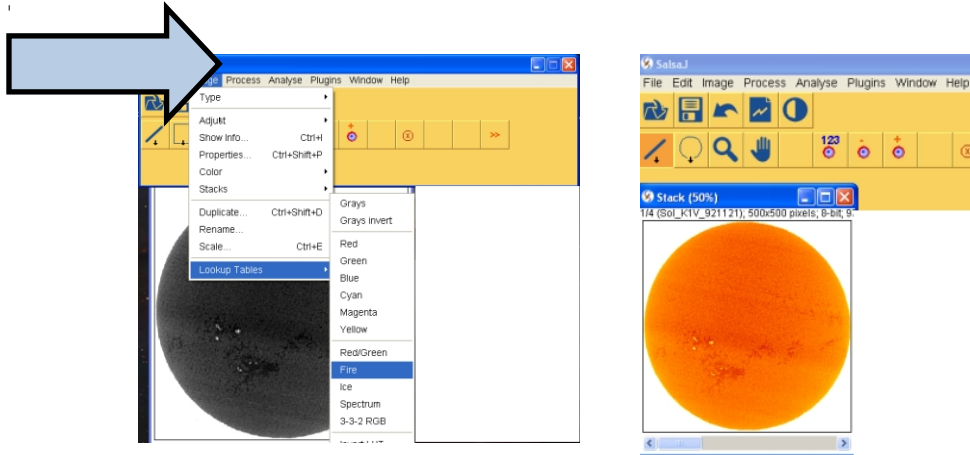 Process Analyse Plugins Window Help
Type
Adjust
Show Info... Ctrl+I
Properties... Ctrl+Shift+P
Color
Stacks
Duplicate... Ctrl+Shift+D
Rename...
Scale... Ctrl+E
Lookup Tables
>>
Grays
Grays invert
Red
Green
Blue
Cyan
Magenta
Yellow
Red/Green
Fire
Ice
Spectrum
3-3-2 RGB
SalsaJ
File Edit Image Process Analyse Plugins Window Help
123
Stack (50%)
1/4 (Sol_K1V_921121); 500x500 pixels; 8-bit; 9